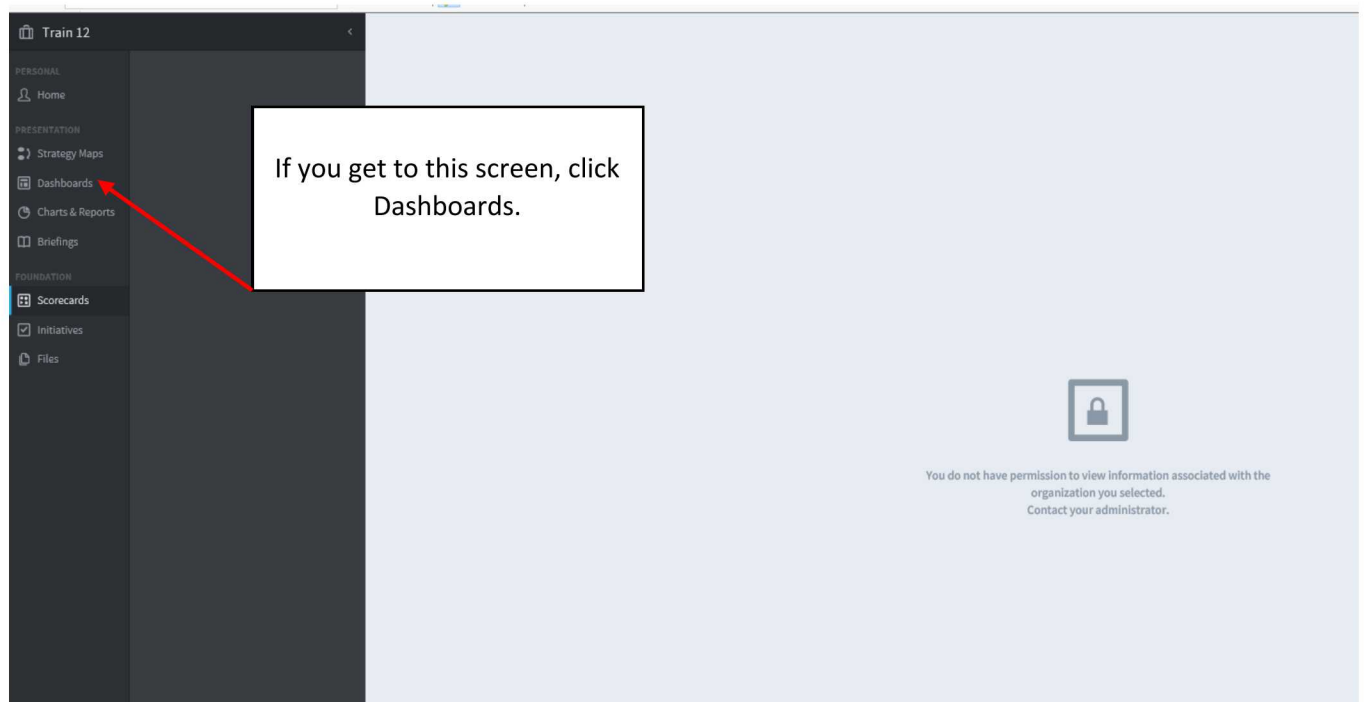 Train 12
PERSONAL
Home
PRESENTATION
Strategy Maps
Dashboards
Charts & Reports
Briefings
FOUNDATION
Scorecards
Initiatives
Files
If you get to this screen, click
Dashboards.
You do not have permission to view information associated with the
organization you selected.
Contact your administrator.